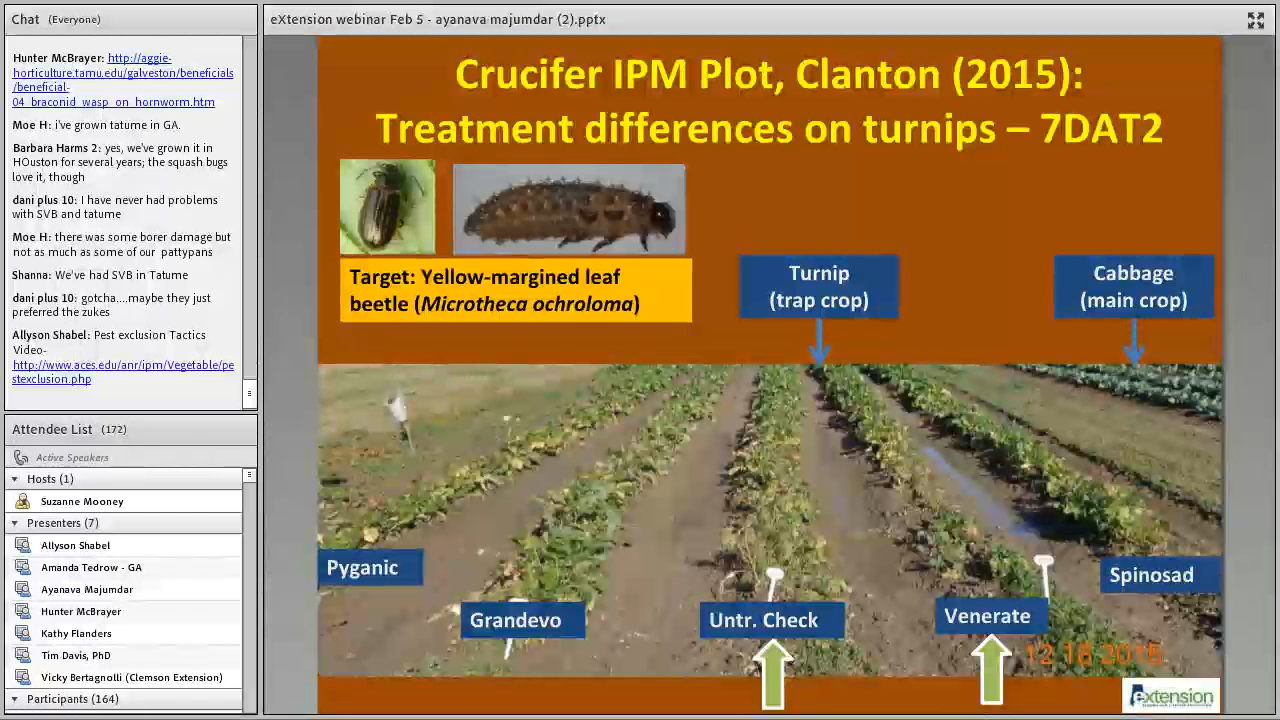 Chat (Everyone)
Hunter McBrayer: http://aggie-
horticulture.tamu.edu/galveston/beneficials
/beneficial-
04_braconid_wasp_on_hornworm.htm
Moe H: i've grown tatume in GA.
Barbara Harris 2: yes, we've grown it in
HOuston for several years; the squash bugs
love it, though
dani plus 10: I have never had problems
with SVB and tatume
Moe H: there was some borer damage but
not as much as some of our pattypans
Shanna: We've had SVB in Tatume
dani plus 10: gotcha....maybe they just
preferred the zukes
Allyson Shabel: Pest exclusion Tactics
Video-
http://www.aces.edu/anr/ipm/Vegetable/pe
stexclusion.php
Attendee List (172)
Active Speakers
Hosts (1)
Suzanne Mooney
Presenters (7)
Allyson Shabel
Amanda Tedrow - GA
Ayanava Majumdar
Hunter McBrayer
Kathy Flanders
Tim Davis, PhD
Vicky Bertagnolli (Clemson Extension)
Participants (164)
eXtension webinar Feb 5 - ayanava majumdar (2).pptx
Crucifer IPM Plot, Clanton (2015):
Treatment differences on turnips – 7DAT2
Target: Yellow-margined leaf
beetle (Microtheca ochroloma)
Turnip
(trap crop)
Cabbage
(main crop)
Pyganic
Grandevo
Untr. Check
Venerate
Spinosad
12 16 2015
extension